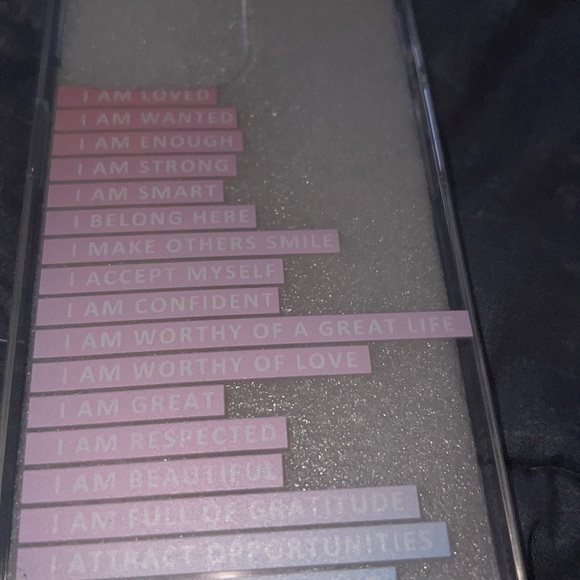 I AM LOVED
I AM WANTED
I AM ENOUGH
I AM STRONG
I AM SMART
I BELONG HERE
I MAKE OTHERS SMILE
I ACCEPT MYSELF
I AM CONFIDENT
I AM WORTHY OF A GREAT LIFE
I AM WORTHY OF LOVE
I AM GREAT
I AM RESPECTED
I AM BEAUTIFUL
I AM FULL OF GRATITUDE
I ATTRACT OPPORTUNITIES